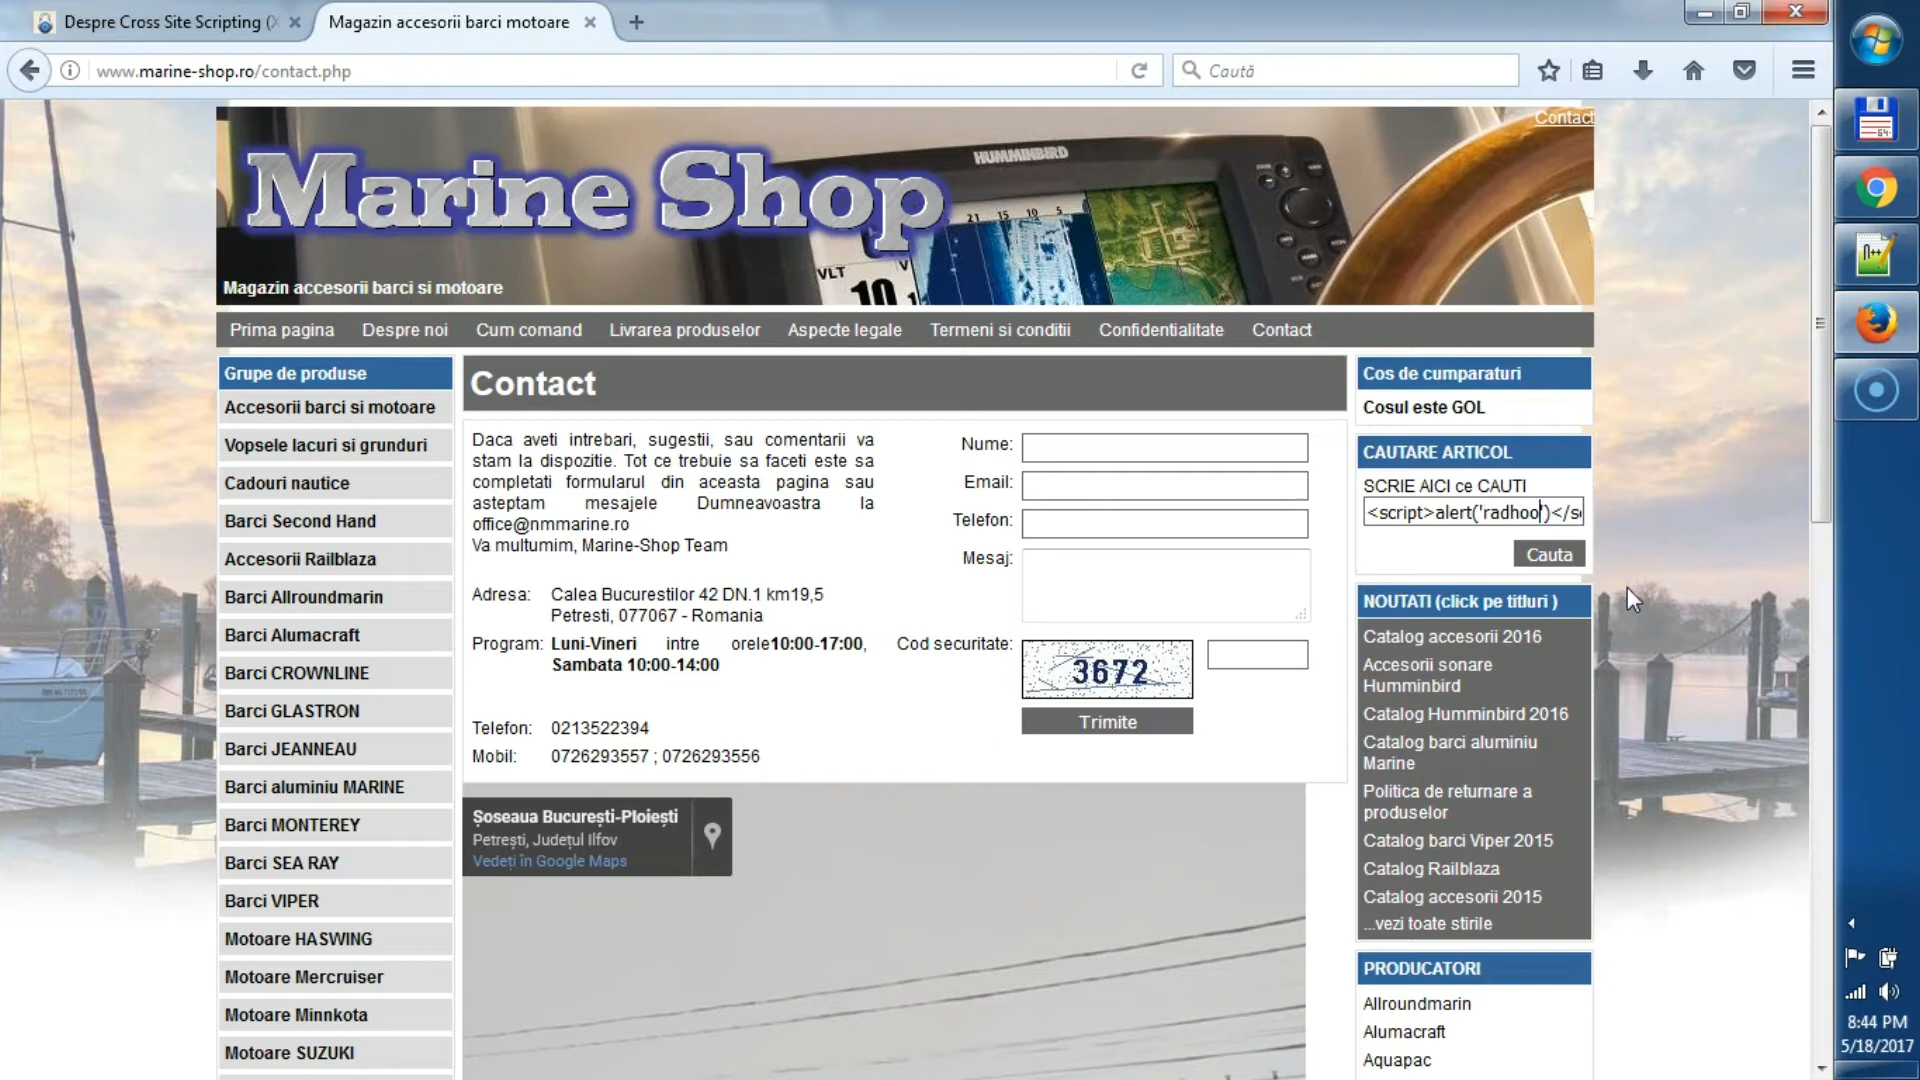 Despre Cross Site Scripting (X
Magazin accesorii barci motoare
www.marine-shop.ro/contact.php
Caută
Contact
HUMMINBIRD
Marine Shop
21 15 10 5
VLT
10
Magazin accesorii barci si motoare
Prima pagina Despre noi Cum comand Livrarea produselor Aspecte legale Termeni si conditii Confidentialitate Contact
Grupe de produse
Accesorii barci si motoare
Vopsele lacuri si grunduri
Cadouri nautice
Barci Second Hand
Accesorii Railblaza
Barci Allroundmarin
Barci Alumacraft
Barci CROWNLINE
Barci GLASTRON
Barci JEANNEAU
Barci aluminiu MARINE
Barci MONTEREY
Barci SEA RAY
Barci VIPER
Motoare HASWING
Motoare Mercruiser
Motoare Minnkota
Motoare SUZUKI
Contact
Daca aveti intrebari, sugestii, sau comentarii va
stam la dispozitie. Tot ce trebuie sa faceti este sa
completati formularul din aceasta pagina sau
asteptam mesajele Dumneavoastra la
office@nmmarine.ro
Va multumim, Marine-Shop Team
Adresa: Calea Bucurestilor 42 DN.1 km19,5
Petresti, 077067 - Romania
Program: Luni-Vineri intre orele10:00-17:00,
Sambata 10:00-14:00
Telefon: 0213522394
Mobil: 0726293557 ; 0726293556
Nume:
Email:
Telefon:
Mesaj:
Cod securitate:
3672
Trimite
Șoseaua București-Ploiești
Petrești, Județul Ilfov
Vedeți în Google Maps
Cos de cumparaturi
Cosul este GOL
CAUTARE ARTICOL
SCRIE AICI ce CAUTI
<script>alert('radhoo')</s
Cauta
NOUTATI (click pe titluri )
Catalog accesorii 2016
Accesorii sonare
Humminbird
Catalog Humminbird 2016
Catalog barci aluminiu
Marine
Politica de returnare a
produselor
Catalog barci Viper 2015
Catalog Railblaza
Catalog accesorii 2015
...vezi toate stirile
PRODUCATORI
Allroundmarin
Alumacraft
Aquapac
64
8:44 PM
5/18/2017